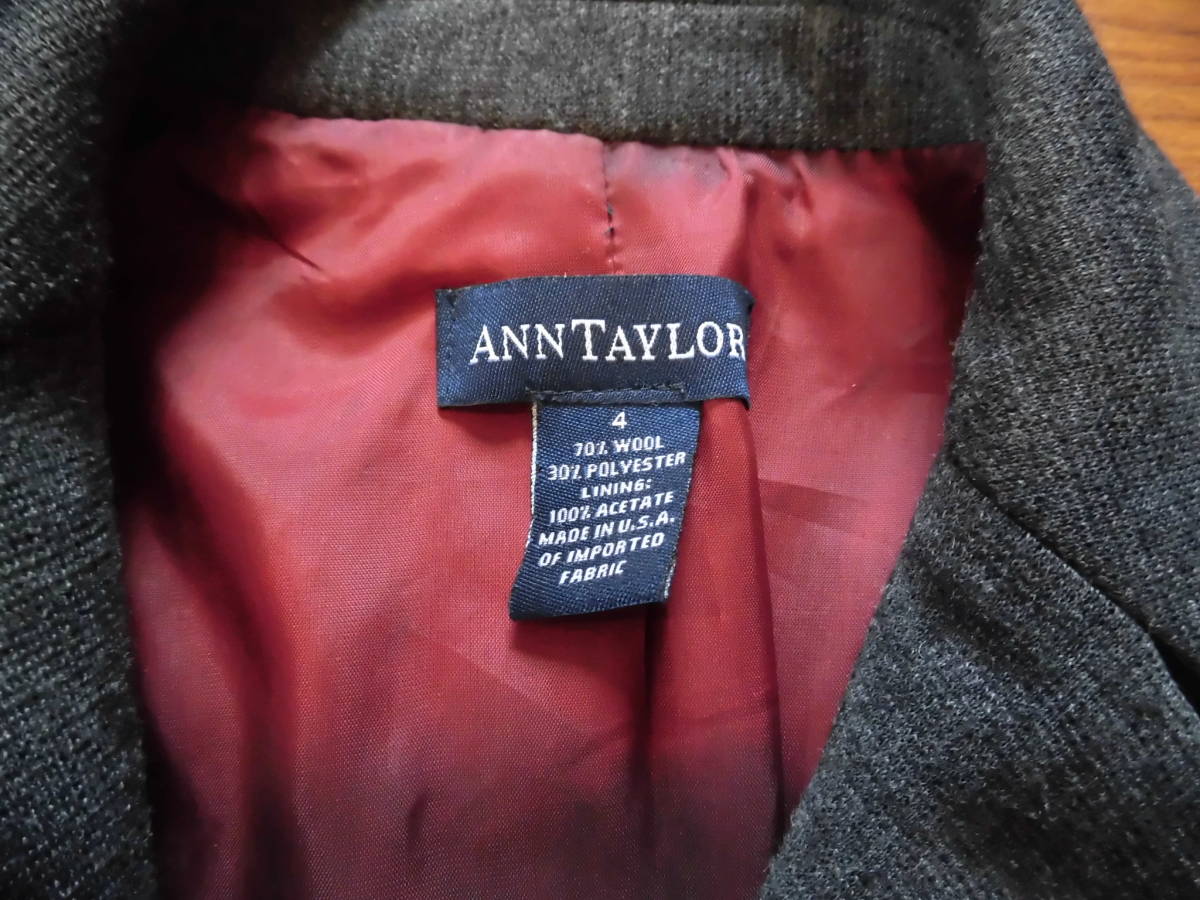 ANNTAYLOR
4
70% WOOL
30% POLYESTER
LINING:
100% ACETATE
MADE IN U.S.A.
OF IMPORTED
FABRIC